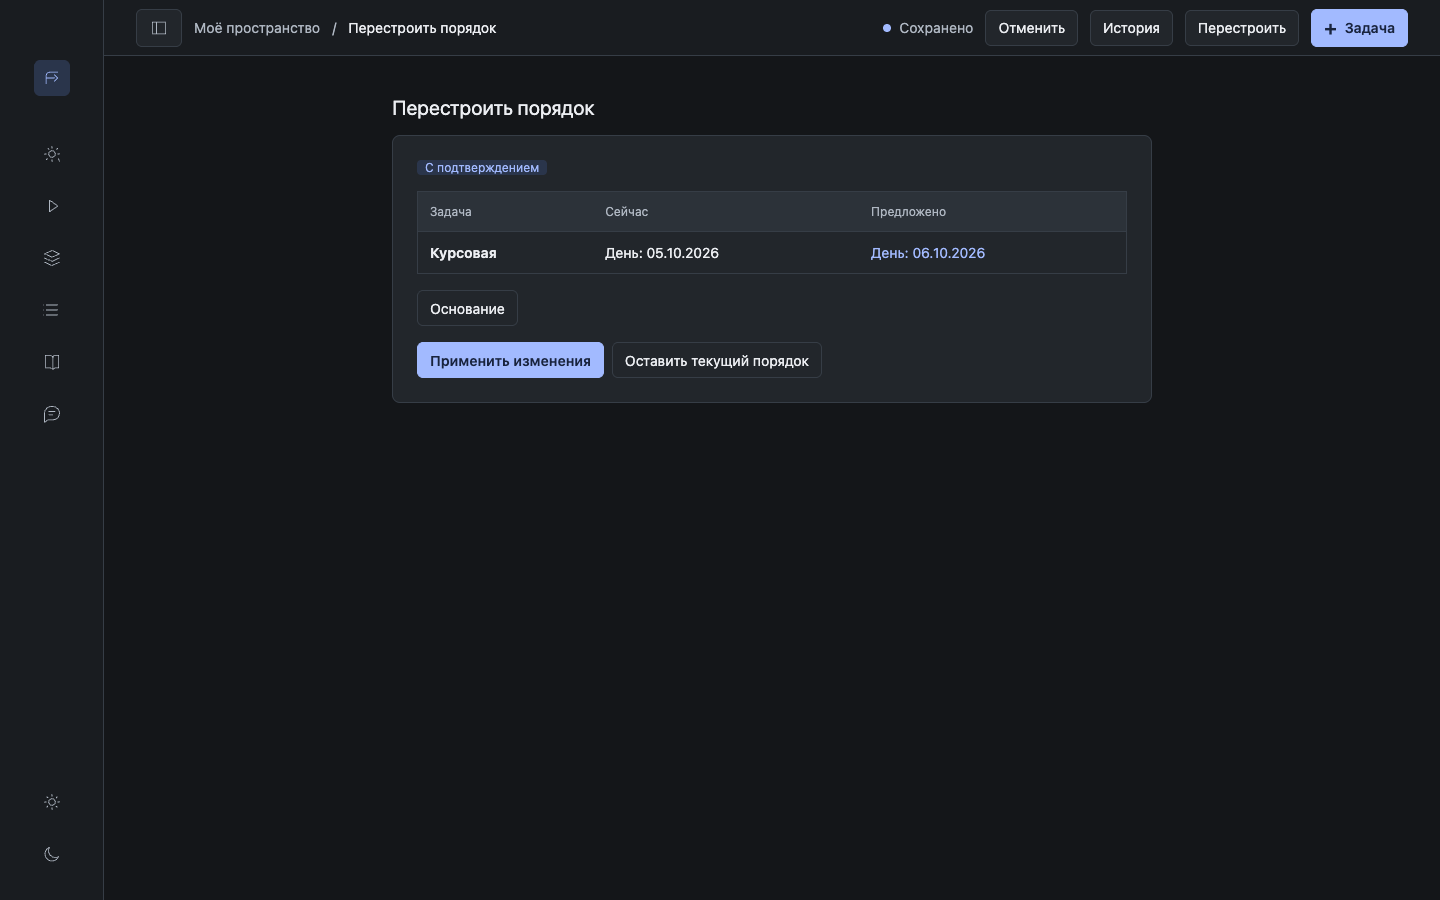 Моё пространство / Перестроить порядок
Сохранено
Отменить
История
Перестроить
+ Задача
Перестроить порядок
С подтверждением
Задача Сейчас Предложено
Курсовая День: 05.10.2026 День: 06.10.2026
Основание
Применить изменения
Оставить текущий порядок